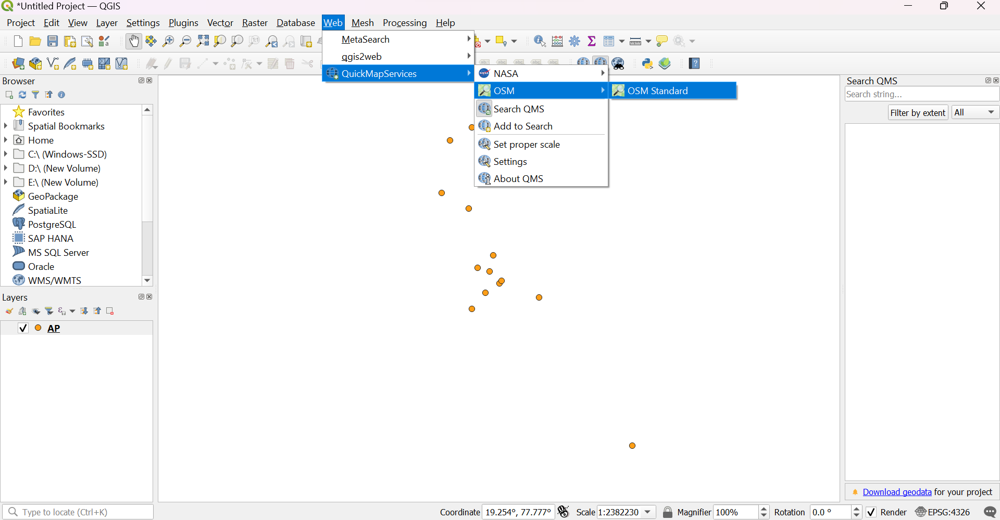 *Untitled Project — QGIS
Project Edit View Layer Settings Plugins Vector Raster Database Web Mesh Processing Help
MetaSearch
qgis2web
QuickMapServices
NASA
OSM
OSM Standard
Search QMS
Add to Search
Set proper scale
Settings
About QMS
Browser
Favorites
Spatial Bookmarks
Home
C:\ (Windows-SSD)
D:\ (New Volume)
E:\ (New Volume)
GeoPackage
SpatiaLite
PostgreSQL
SAP HANA
MS SQL Server
Oracle
WMS/WMTS
Layers
AP
Search QMS
Search string...
Filter by extent All
Download geodata for your project
Type to locate (Ctrl+K)
Coordinate 19.254°, 77.777° Scale 1:2382230 Magnifier 100% Rotation 0.0 ° Render EPSG:4326